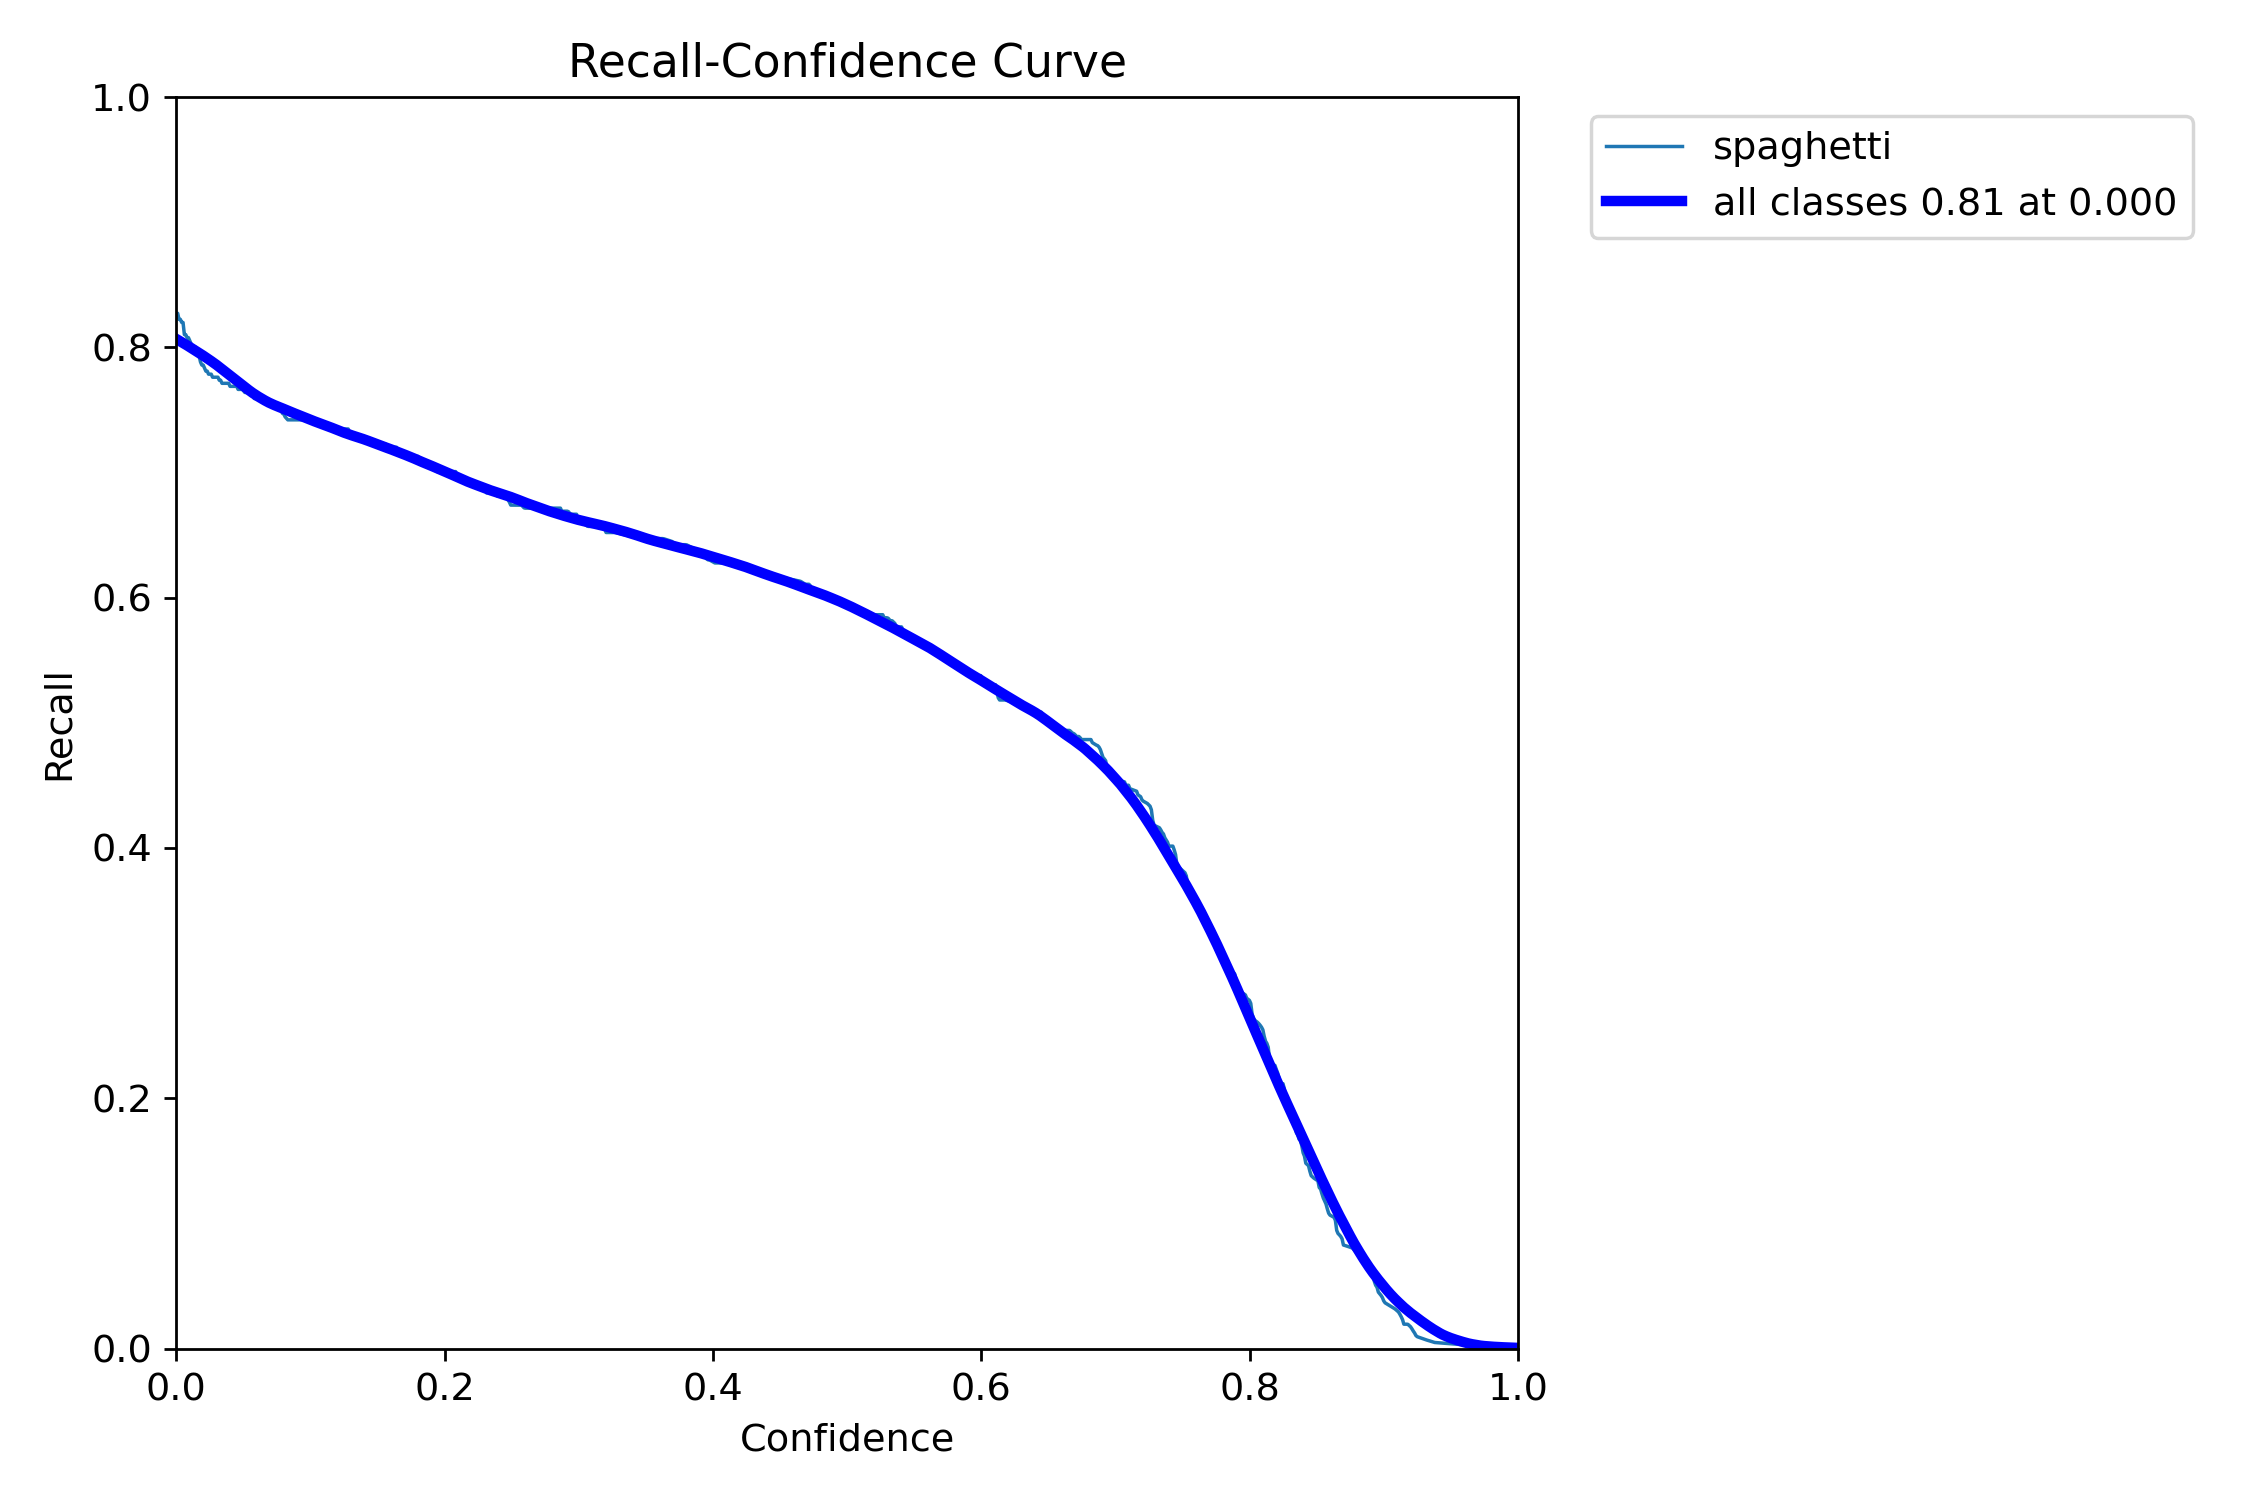 Recall-Confidence Curve
1.0
0.8
0.6
0.4
0.2
0.0
Recall
0.0 0.2 0.4 0.6 0.8 1.0
Confidence
spaghetti
all classes 0.81 at 0.000